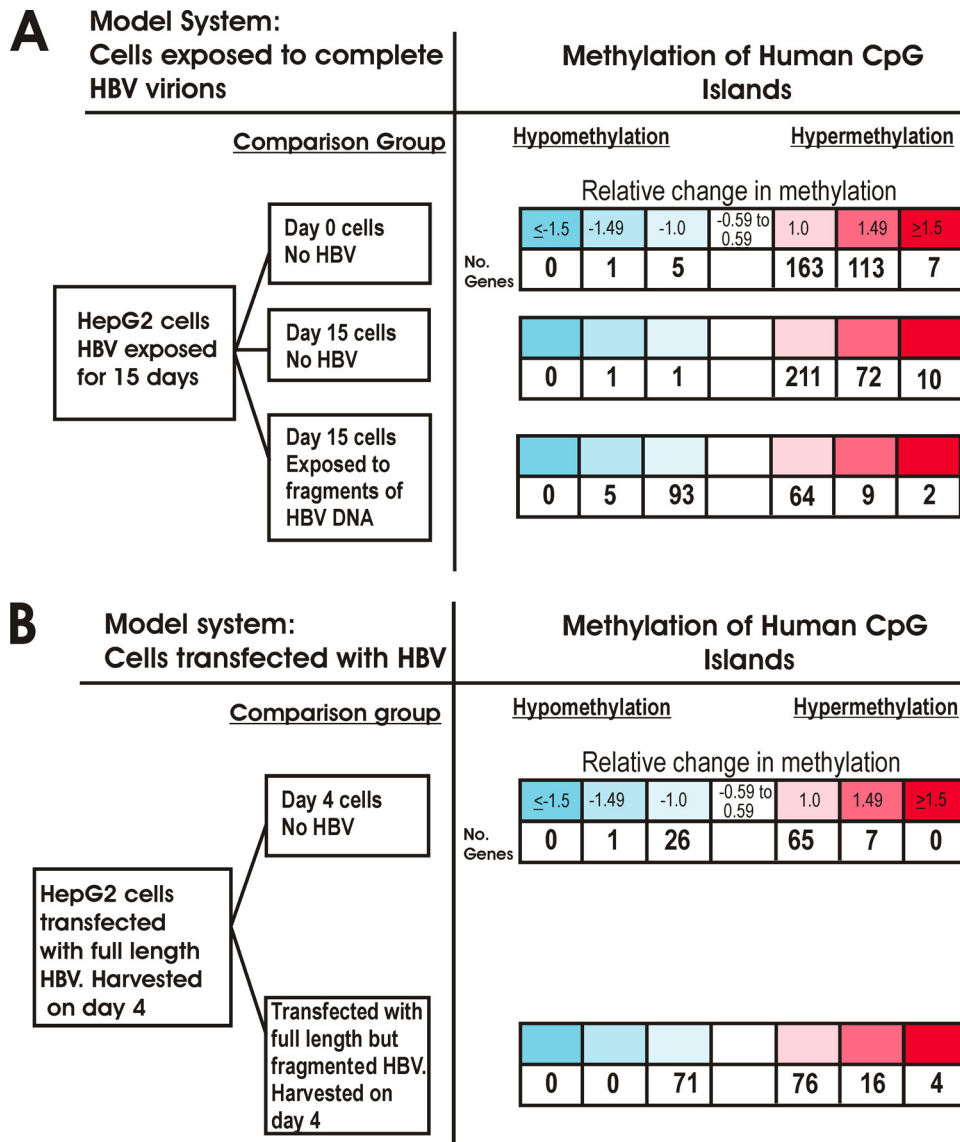 A
Model System:
Cells exposed to complete
HBV virions
Methylation of Human CpG
Islands
Comparison Group
Hypomethylation
Hypermethylation
Relative change in methylation
≤-1.5 -1.49 -1.0 -0.59 to 0.59 1.0 1.49 ≥1.5
No.
Genes
0 1 5 163 113 7
Day 0 cells
No HBV
HepG2 cells
HBV exposed
for 15 days
Day 15 cells
No HBV
0 1 1 211 72 10
Day 15 cells
Exposed to
fragments of
HBV DNA
0 5 93 64 9 2
B
Model system:
Cells transfected with HBV
Methylation of Human CpG
Islands
Comparison group
Hypomethylation
Hypermethylation
Relative change in methylation
≤-1.5 -1.49 -1.0 -0.59 to 0.59 1.0 1.49 ≥1.5
No.
Genes
0 1 26 65 7 0
Day 4 cells
No HBV
HepG2 cells
transfected
with full length
HBV. Harvested
on day 4
Transfected with
full length but
fragmented HBV.
Harvested on
day 4
0 0 71 76 16 4